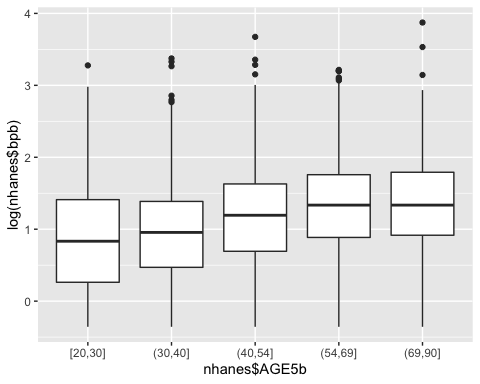 4
3
2
1
0
log(nhanes$bpb)
[20,30] (30,40] (40,54] (54,69] (69,90]
nhanes$AGE5b